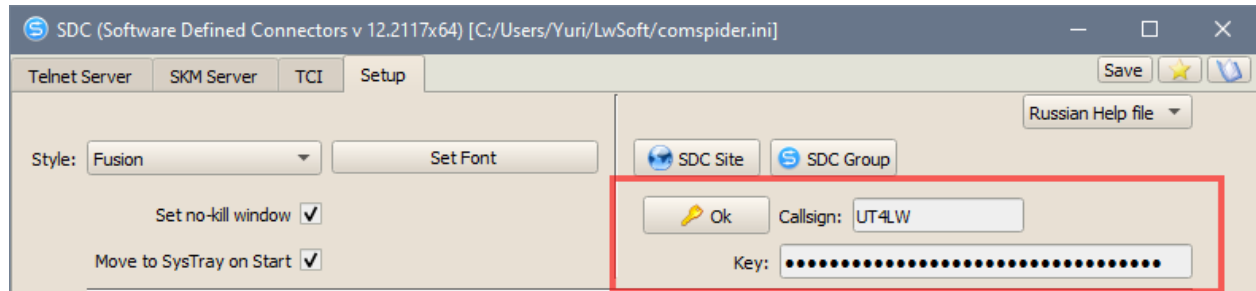 SDC (Software Defined Connectors v 12.2117x64) [C:/Users/Yuri/LwSoft/comspider.ini]
Telnet Server SKM Server TCI Setup Save
Russian Help file
Style: Fusion Set Font SDC Site SDC Group
Set no-kill window Ok Callsign: UT4LW
Move to SysTray on Start Key: ••••••••••••••••••••••••••••••••••